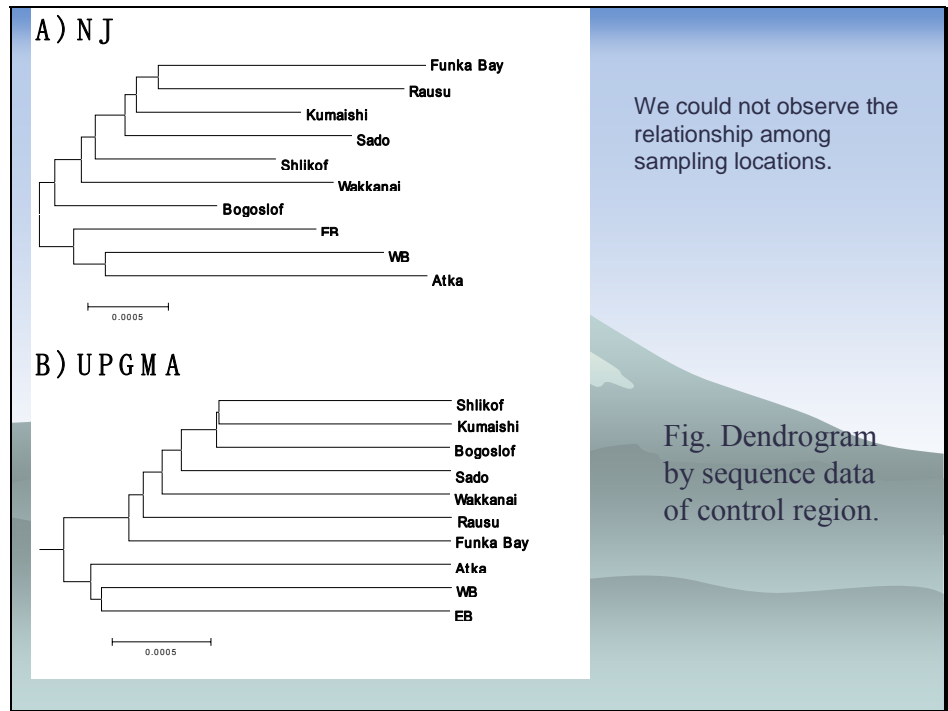 A) NJ
Funka Bay
Rausu
Kumaishi
Sado
Shlikof
Wakkanai
Bogoslof
EB
WB
Atka
0.0005
B) UPGMA
Shlikof
Kumaishi
Bogoslof
Sado
Wakkanai
Rausu
Funka Bay
Atka
WB
EB
0.0005
We could not observe the
relationship among
sampling locations.
Fig. Dendrogram
by sequence data
of control region.